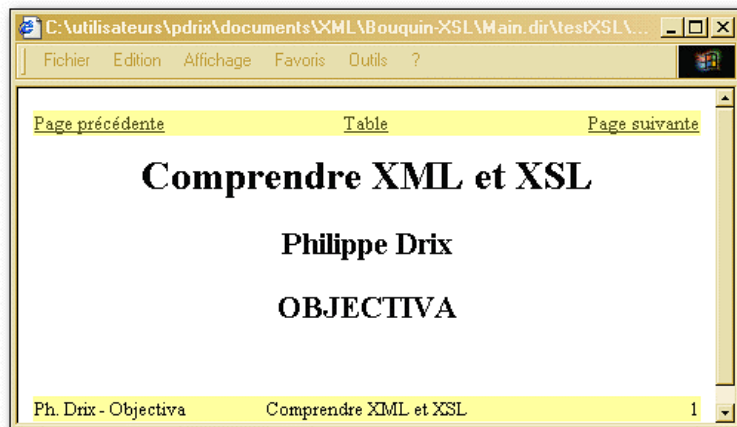 C:\utilisateurs\pdrix\documents\XML\Bouquin-XSL\Main.dir\testXSL\...
Fichier Edition Affichage Favoris Outils ?
Page précédente Table Page suivante
Comprendre XML et XSL
Philippe Drix
OBJECTIVA
Ph. Drix - Objectiva Comprendre XML et XSL 1